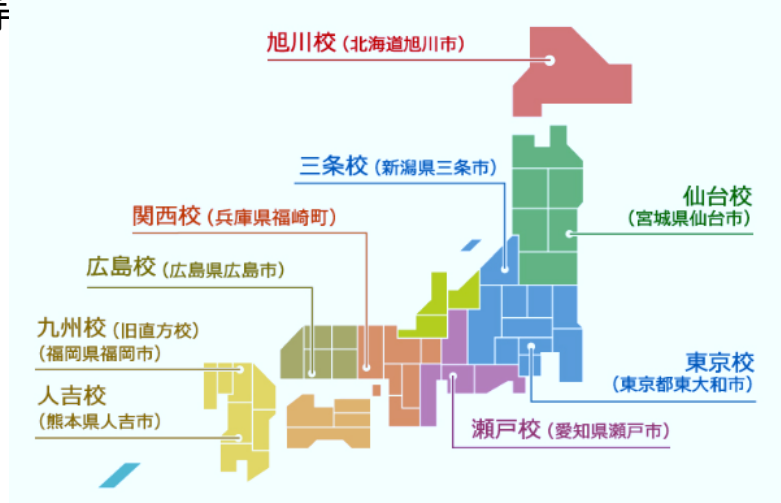 旭川校(北海道旭川市)
三条校(新潟県三条市)
仙台校
(宮城県仙台市)
関西校(兵庫県福崎町)
広島校(広島県広島市)
九州校(旧直方校)
(福岡県福岡市)
東京校
(東京都東大和市)
人吉校
(熊本県人吉市)
瀬戸校(愛知県瀬戸市)